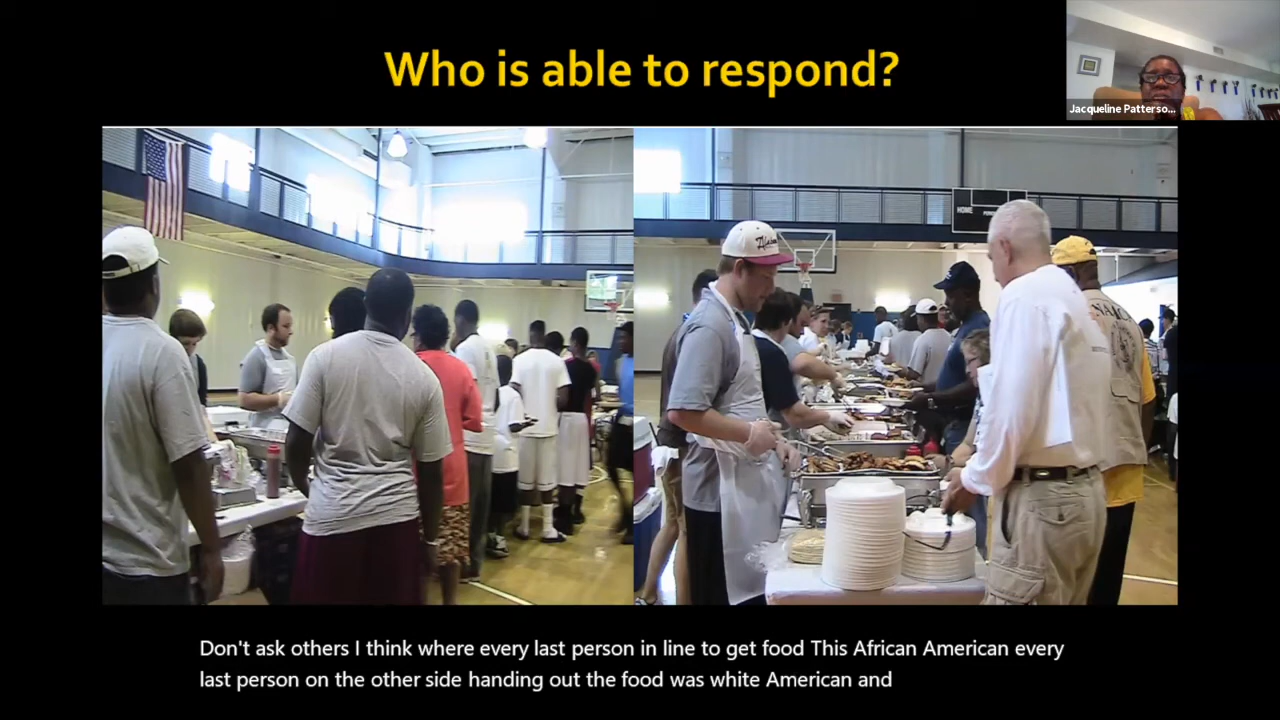 Who is able to respond?
Jacqueline Patterso...
HOME
NAACP
Don't ask others I think where every last person in line to get food This African American every
last person on the other side handing out the food was white American and